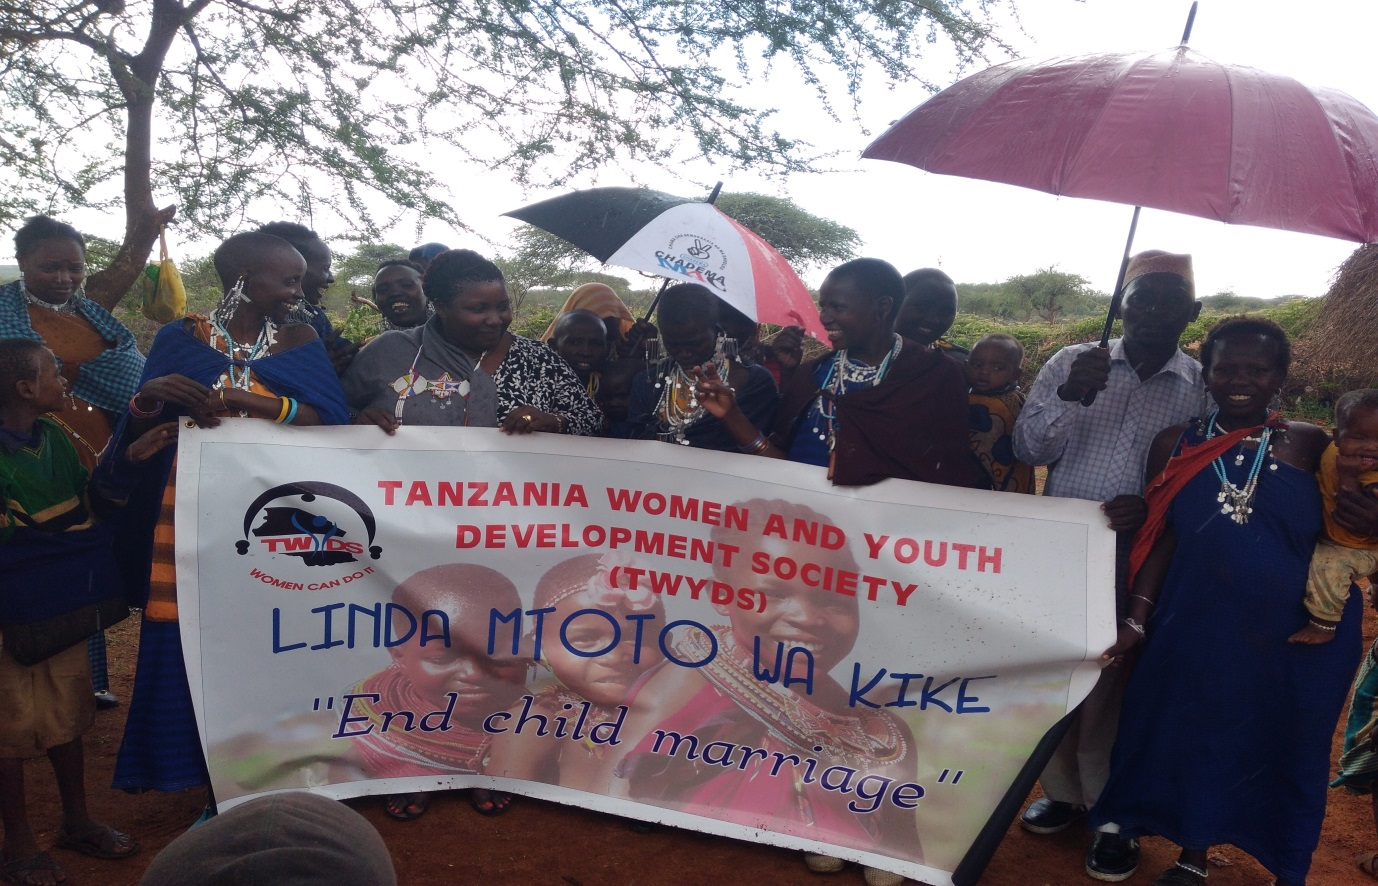 CHADEMA
TANZANIA WOMEN AND YOUTH
DEVELOPMENT SOCIETY
(TWYDS)
TWYDS
WOMEN CAN DO IT
LINDA MTOTO WA KIKE
"End child marriage"